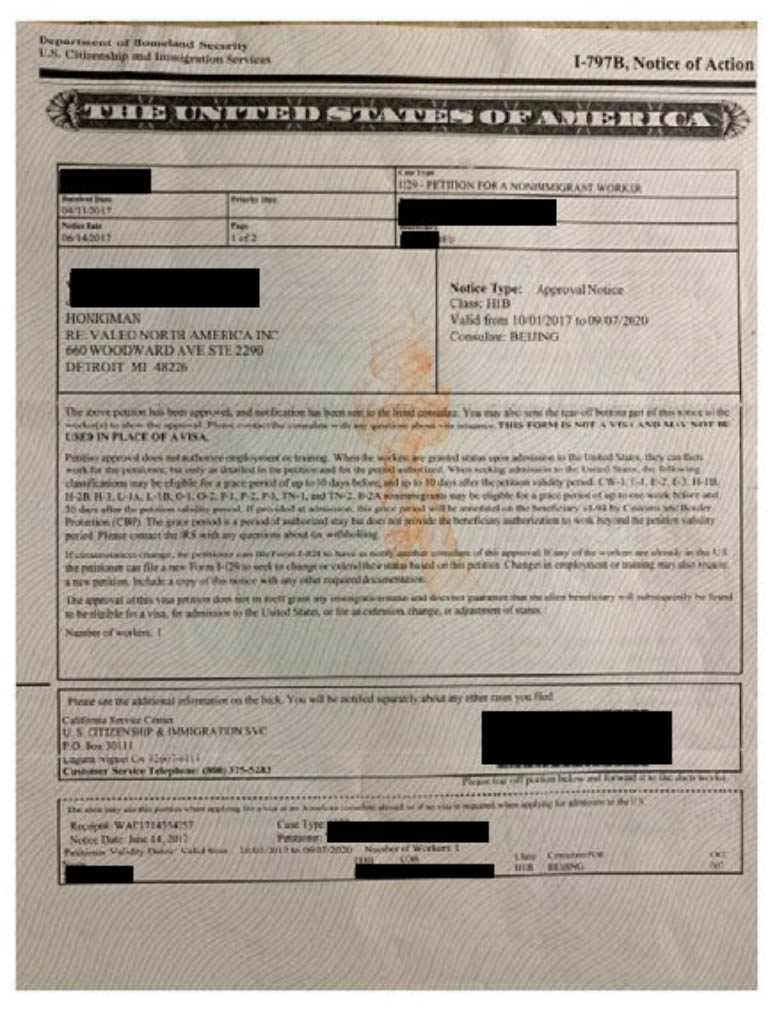 Department of Homeland Security
U.S. Citizenship and Immigration Services
I-797B, Notice of Action
THE UNITED STATES OF AMERICA
Case Type
I129 - PETITION FOR A NONIMMIGRANT WORKER
Received Date
04/11/2017
Priority Date
Notice Date
06/14/2017
Page
1 of 2
HONIGMAN
RE: VALEO NORTH AMERICA INC
660 WOODWARD AVE STE 2290
DETROIT MI 48226
Notice Type: Approval Notice
Class: H1B
Valid from 10/01/2017 to 09/07/2020
Consulate: BEIJING
The above petition has been approved, and notification has been sent to the listed consulate. You may also send the tear-off bottom part of this notice to the
worker(s) to show the approval. Please contact the consulate with any questions about visa issuance. THIS FORM IS NOT A VISA AND MAY NOT BE
USED IN PLACE OF A VISA.
Petition approval does not authorize employment or training. When the workers are granted status upon admission to the United States, they can then
work for the petitioner, but only as detailed in the petition and for the period authorized. When seeking admission to the United States, the following
classifications may be eligible for a grace period of up to 10 days before, and up to 10 days after the petition validity period: CW-1, E-1, E-2, E-3, H-1B,
H-2B, H-3, L-1A, L-1B, O-1, O-2, P-1, P-2, P-3, TN-1, and TN-2. H-2A nonimmigrants may be eligible for a grace period of up to one week before and
30 days after the petition validity period. If provided at admission, this grace period will be annotated on the beneficiary's I-94 by Customs and Border
Protection (CBP). The grace period is a period of authorized stay but does not provide the beneficiary authorization to work beyond the petition validity
period. Please contact the IRS with any questions about tax withholding.
If circumstances change, the petitioner can file Form I-824 to have us notify another consulate of this approval. If any of the workers are already in the U.S.
the petitioner can file a new Form I-129 to seek to change or extend their status based on this petition. Changes in employment or training may also require
a new petition. Include a copy of this notice with any other required documentation.
The approval of this visa petition does not in itself grant any immigration status and does not guarantee that the alien beneficiary will subsequently be found
to be eligible for a visa, for admission to the United States, or for an extension, change, or adjustment of status.
Number of workers: 1
Please see the additional information on the back. You will be notified separately about any other cases you filed.
California Service Center
U. S. CITIZENSHIP & IMMIGRATION SVC
P.O. Box 30111
Laguna Niguel CA 92607-0111
Customer Service Telephone: (800) 375-5283
Please tear off portion below and forward it to the alien worker.
The alien may use this portion when applying for a visa at an American consulate abroad, or if no visa is required, when applying for admission to the U.S.
Receipt#: WAC1714554757
Case Type:
Notice Date: June 14, 2017
Petitioner:
Petitioner Validity Dates: Valid from 10/01/2017 to 09/07/2020 Number of Workers: 1
DOB COB Class Consulate/POE OCC
H1B BEIJING 007